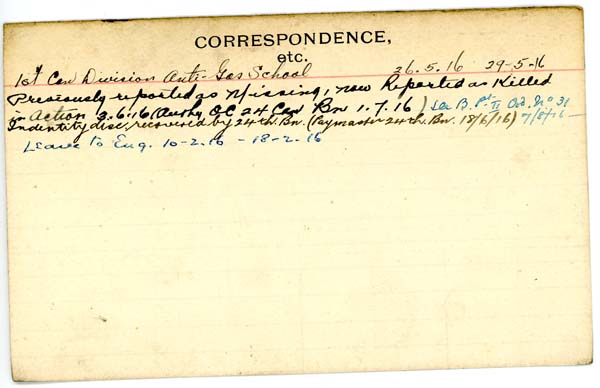 CORRESPONDENCE,
etc.
1st Can Division Anti-Gas School 26.5.16 29-5-16
Previously reported as Missing, now Reported as Killed
in Action 3.6.16 (Authy OC 24 Can Bn 1.7.16) B. Pt II Ord. No 38
Indentity disc, recovered by 24th. Bn. (Paymaster 24th. Bn. 18/6/16) 7/8/16 —
Leave to Eng. 10-2-16 - 18-2-16